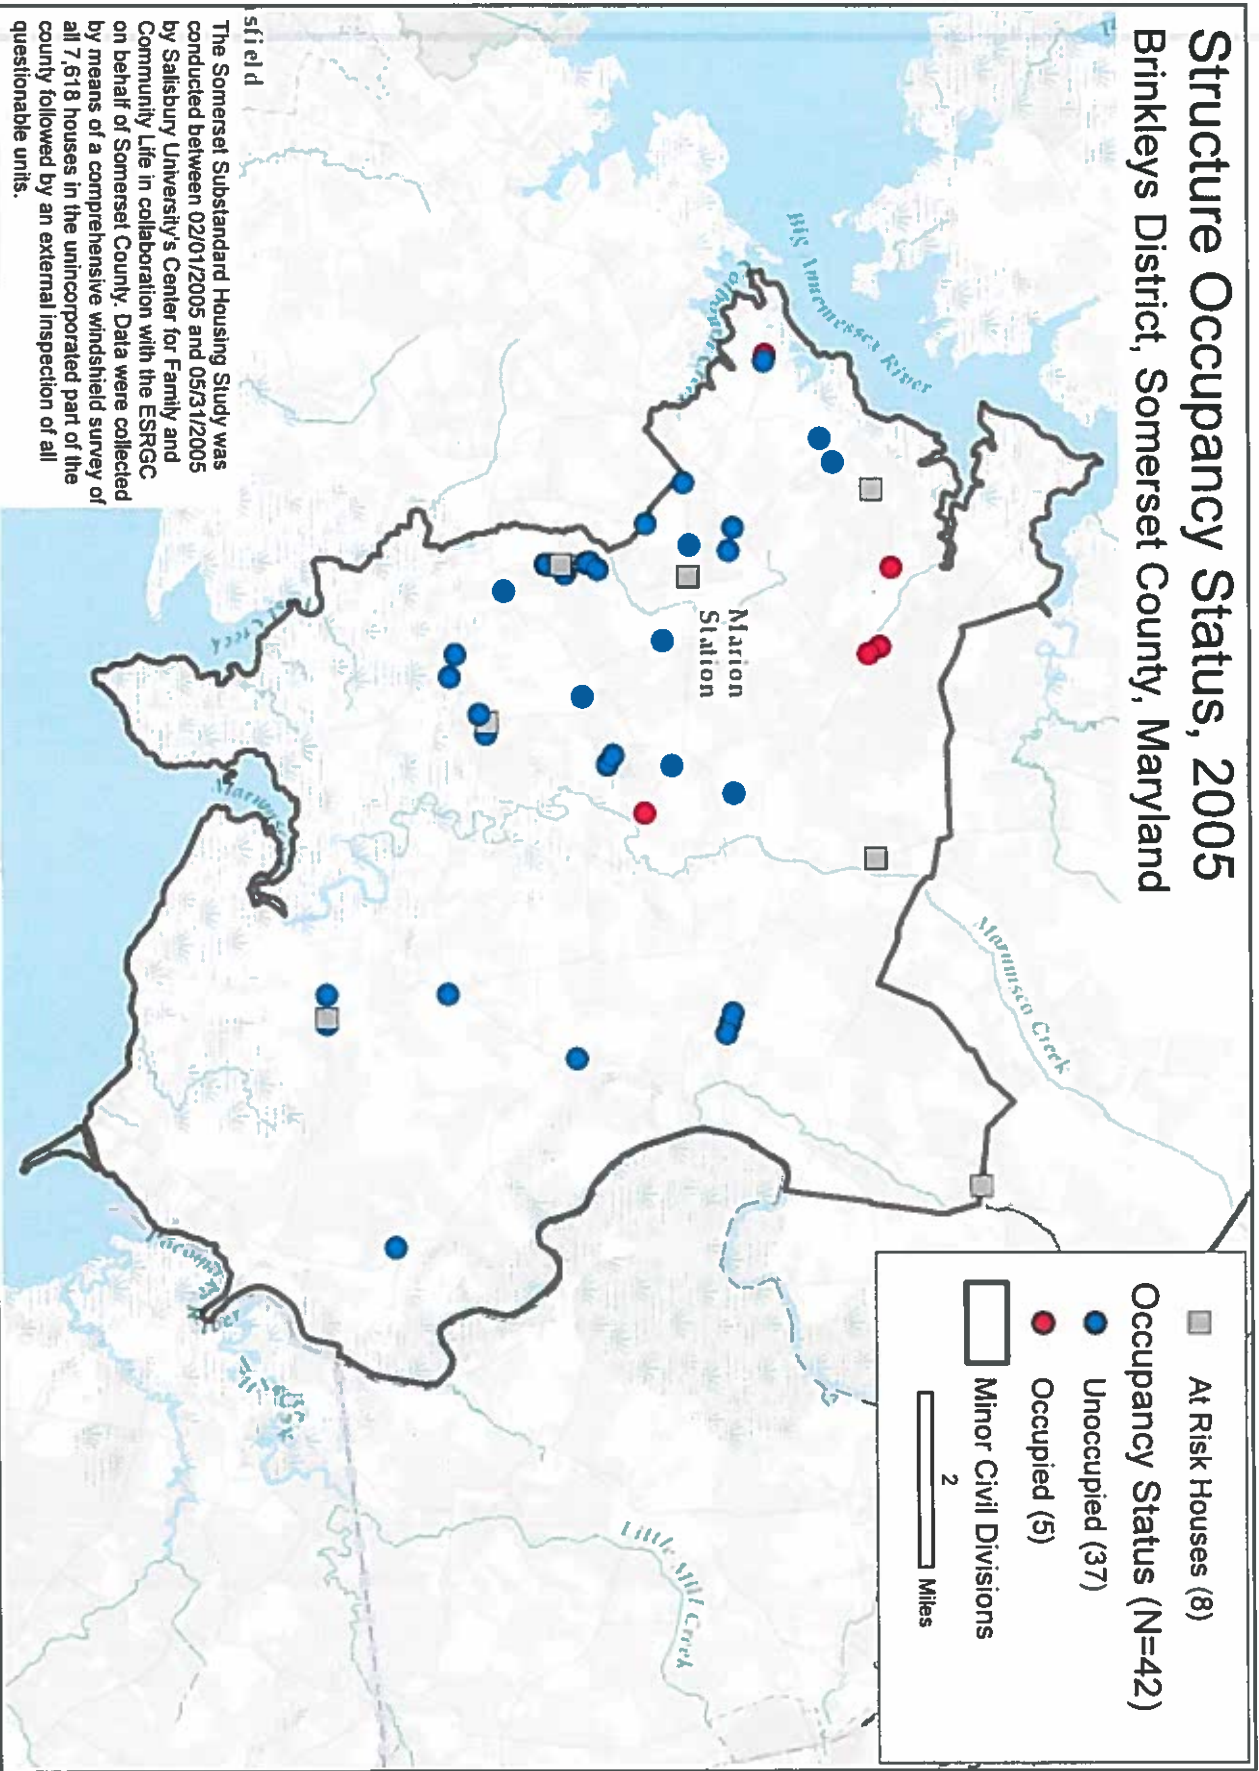 Structure Occupancy Status, 2005
Brinkleys District, Somerset County, Maryland
At Risk Houses (8)
Occupancy Status (N=42)
Unoccupied (37)
Occupied (5)
Minor Civil Divisions
2
Miles
Big Annemessex River
Marumsco Creek
Marion
Station
Creek
Marumsc
River
Little Mill Creek
sfield
The Somerset Substandard Housing Study was
conducted between 02/01/2005 and 05/31/2005
by Salisbury University's Center for Family and
Community Life in collaboration with the ESRGC
on behalf of Somerset County. Data were collected
by means of a comprehensive windshield survey of
all 7,618 houses in the unincorporated part of the
county followed by an external inspection of all
questionable units.